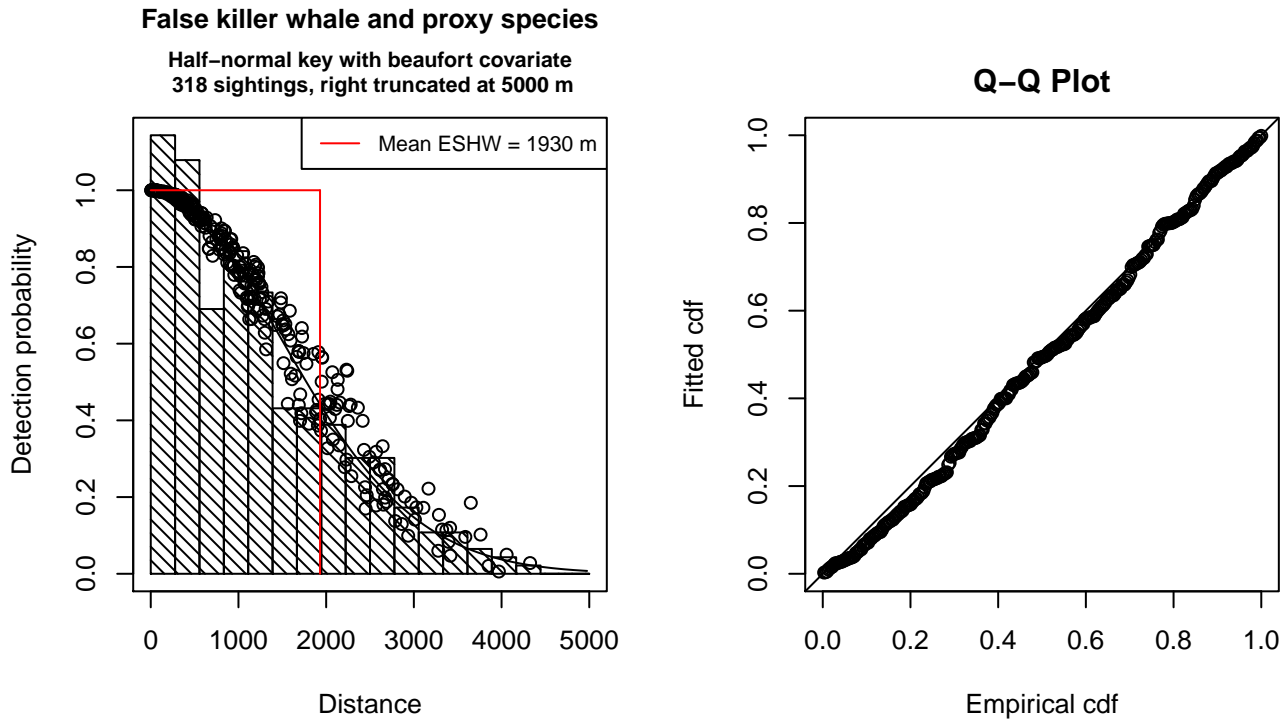 False killer whale and proxy species
Half−normal key with beaufort covariate
318 sightings, right truncated at 5000 m
Mean ESHW = 1930 m
Detection probability
0.0 0.2 0.4 0.6 0.8 1.0
0 1000 2000 3000 4000 5000
Distance
Q−Q Plot
Fitted cdf
0.0 0.2 0.4 0.6 0.8 1.0
0.0 0.2 0.4 0.6 0.8 1.0
Empirical cdf